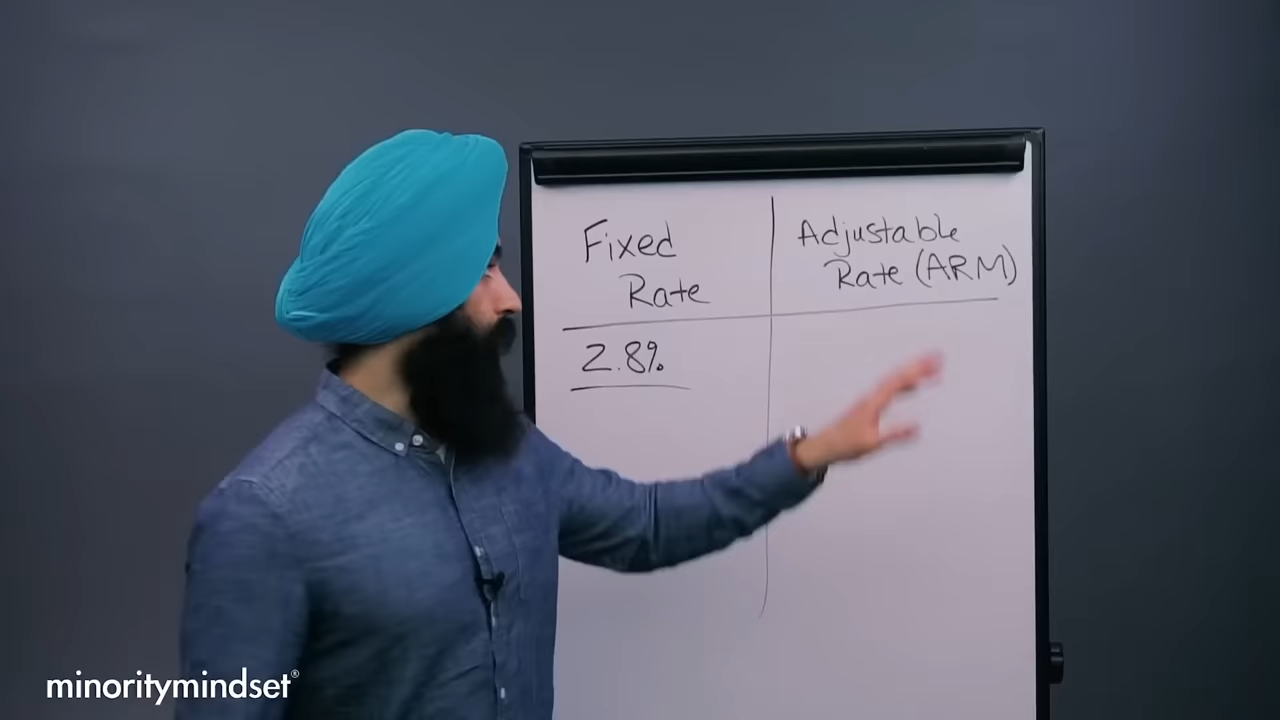 Fixed
Rate
Adjustable
Rate (ARM)
2.8%
minoritymindset®